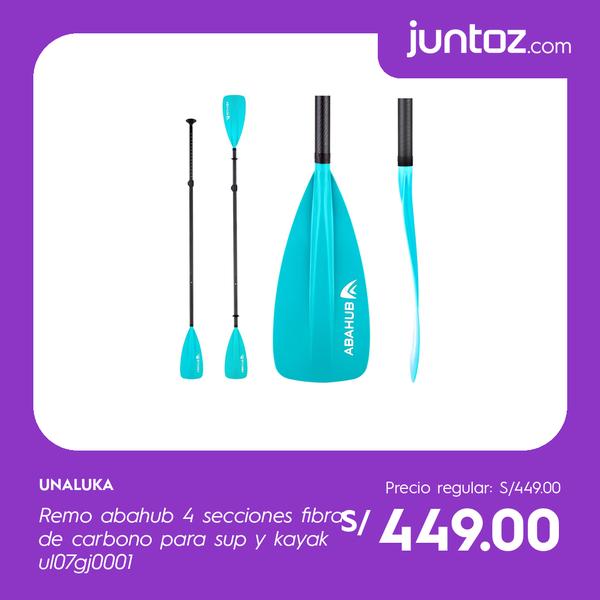 juntoz.com
ABAHUB
UNALUKA
Remo abahub 4 secciones fibra
de carbono para sup y kayak
ul07gj0001
Precio regular: S/449.00
S/ 449.00